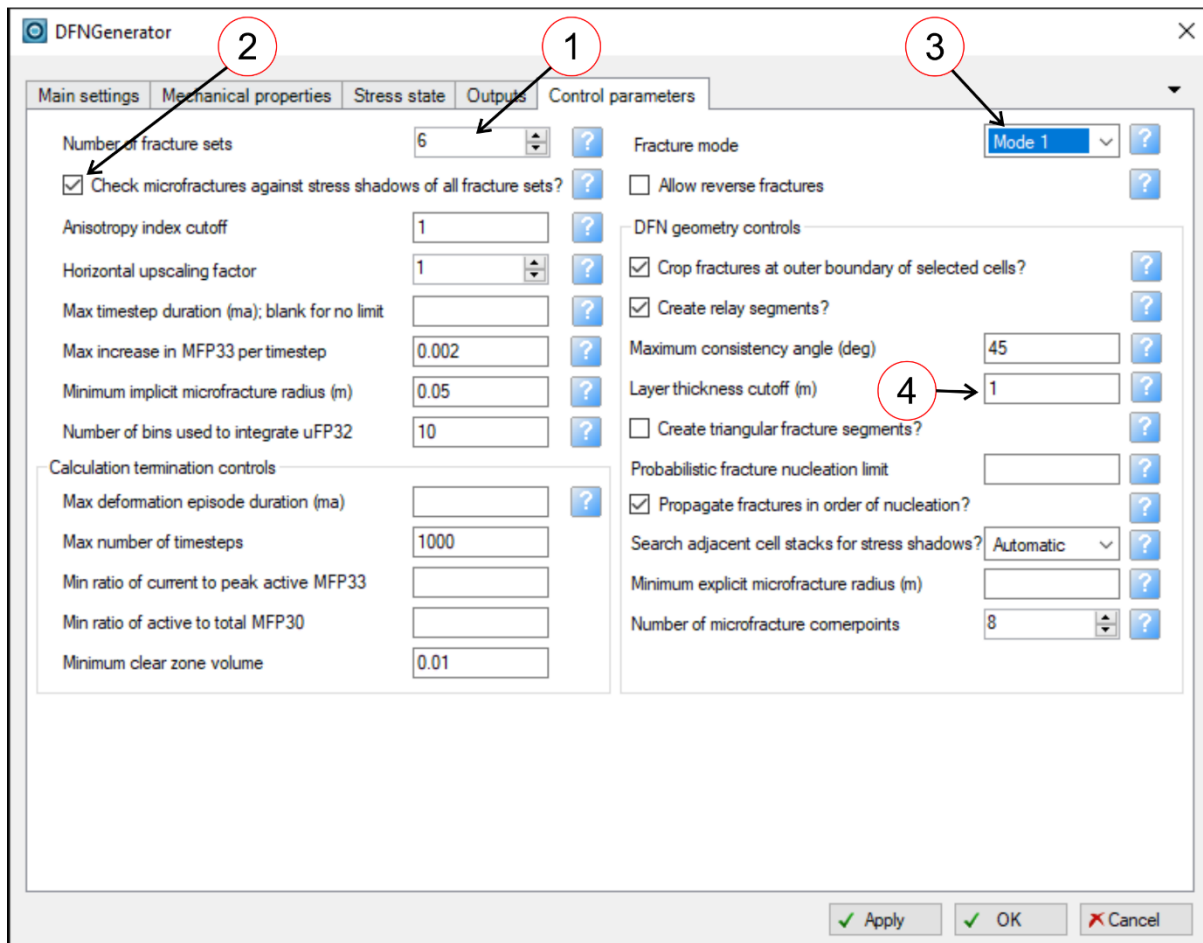 DFNGenerator
2
1
3
Main settings
Mechanical properties
Stress state
Outputs
Control parameters
Number of fracture sets
6
?
Check microfractures against stress shadows of all fracture sets?
?
Anisotropy index cutoff
1
?
Horizontal upscaling factor
1
?
Max timestep duration (ma); blank for no limit
?
Max increase in MFP33 per timestep
0.002
?
Minimum implicit microfracture radius (m)
0.05
?
Number of bins used to integrate uFP32
10
?
Calculation termination controls
Max deformation episode duration (ma)
?
Max number of timesteps
1000
Min ratio of current to peak active MFP33
Min ratio of active to total MFP30
Minimum clear zone volume
0.01
Fracture mode
Mode 1
?
Allow reverse fractures
?
DFN geometry controls
Crop fractures at outer boundary of selected cells?
?
Create relay segments?
?
Maximum consistency angle (deg)
45
?
Layer thickness cutoff (m)
4
1
?
Create triangular fracture segments?
?
Probabilistic fracture nucleation limit
?
Propagate fractures in order of nucleation?
?
Search adjacent cell stacks for stress shadows?
Automatic
?
Minimum explicit microfracture radius (m)
?
Number of microfracture cornerpoints
8
?
Apply
OK
Cancel